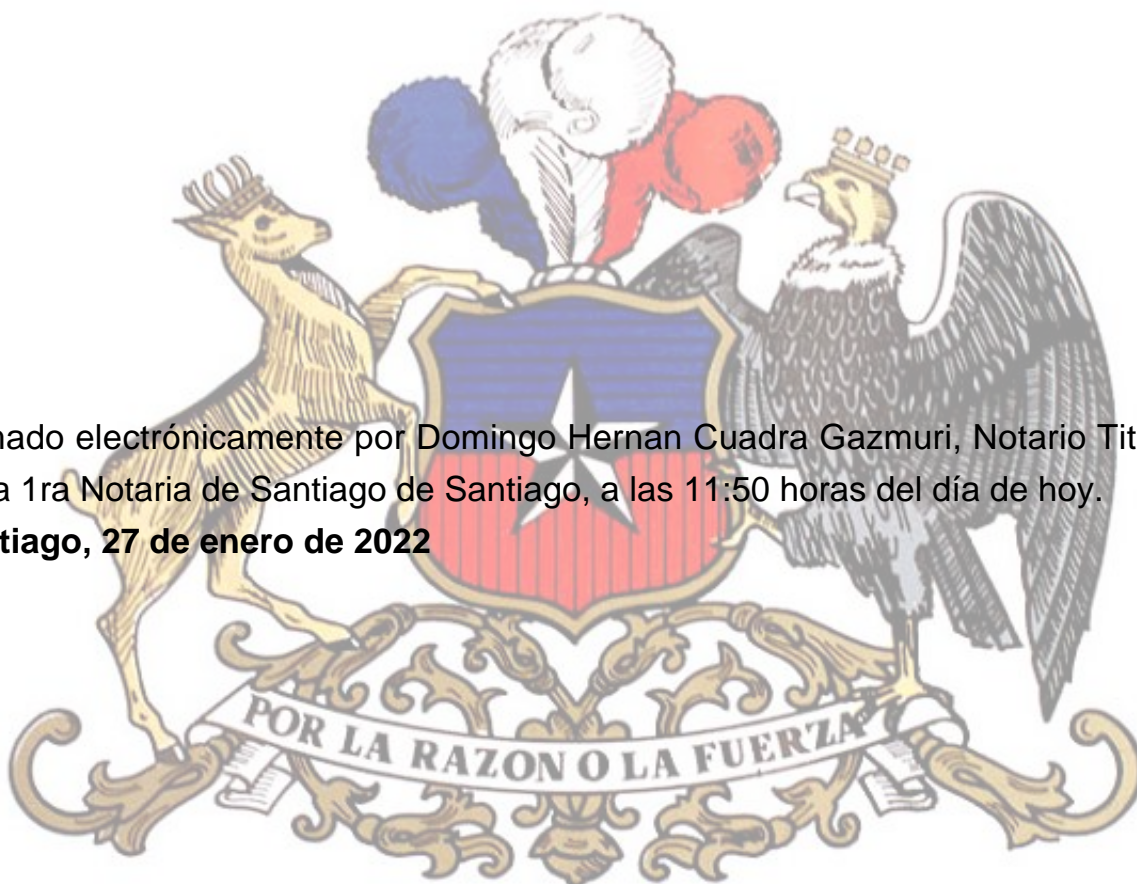 nado electrónicamente por Domingo Hernan Cuadra Gazmuri, Notario Tit
a 1ra Notaria de Santiago de Santiago, a las 11:50 horas del día de hoy.
tiago, 27 de enero de 2022
POR LA RAZON O LA FUERZA